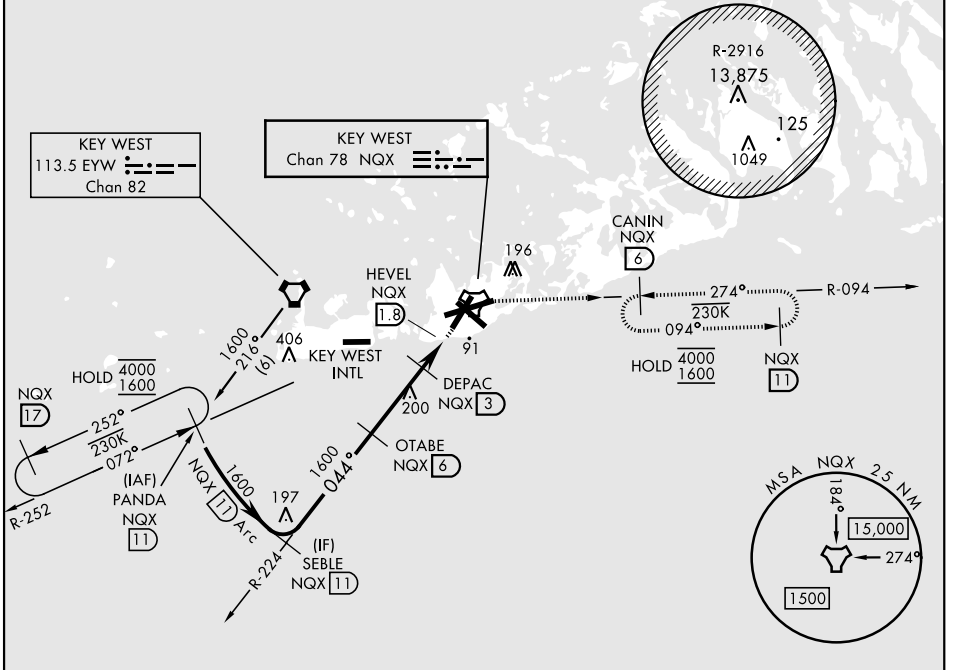 R-2916
13,875
125
1049
KEY WEST
113.5 EYW
Chan 82
KEY WEST
Chan 78 NQX
CANIN
NQX
6
196
HEVEL
NQX
1.8
274°
230K
094°
R-094
HOLD 4000
1600
NQX
11
1600
216°
(6)
406
KEY WEST
INTL
91
HOLD 4000
1600
NQX
17
252°
230K
072°
R-252
(IAF)
PANDA
NQX
11
DEPAC
NQX 3
200
OTABE
NQX 6
1600
044°
1600
NQX 11 Arc
197
(IF)
SEBLE
NQX 11
R-224
MSA NQX 25 NM
184°
15,000
274°
1500